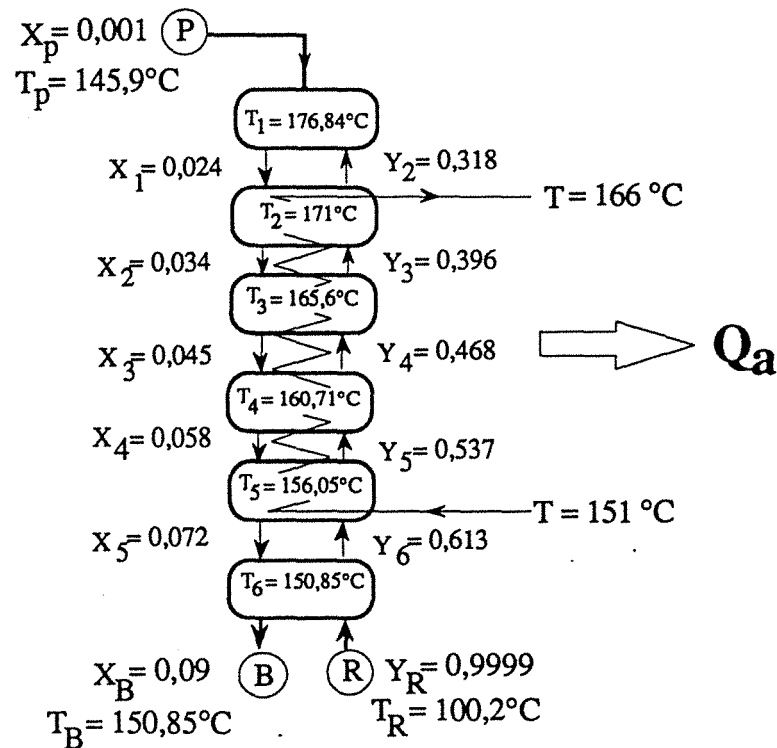 X_p = 0,001 P
T_p = 145,9°C
T_1 = 176,84°C
X_1 = 0,024 Y_2 = 0,318
T_2 = 171°C T = 166 °C
X_2 = 0,034 Y_3 = 0,396
T_3 = 165,6°C
Q_a
X_3 = 0,045 Y_4 = 0,468
T_4 = 160,71°C
X_4 = 0,058 Y_5 = 0,537
T_5 = 156,05°C T = 151 °C
X_5 = 0,072 Y_6 = 0,613
T_6 = 150,85°C
X_B = 0,09 B R Y_R = 0,9999
T_B = 150,85°C T_R = 100,2°C